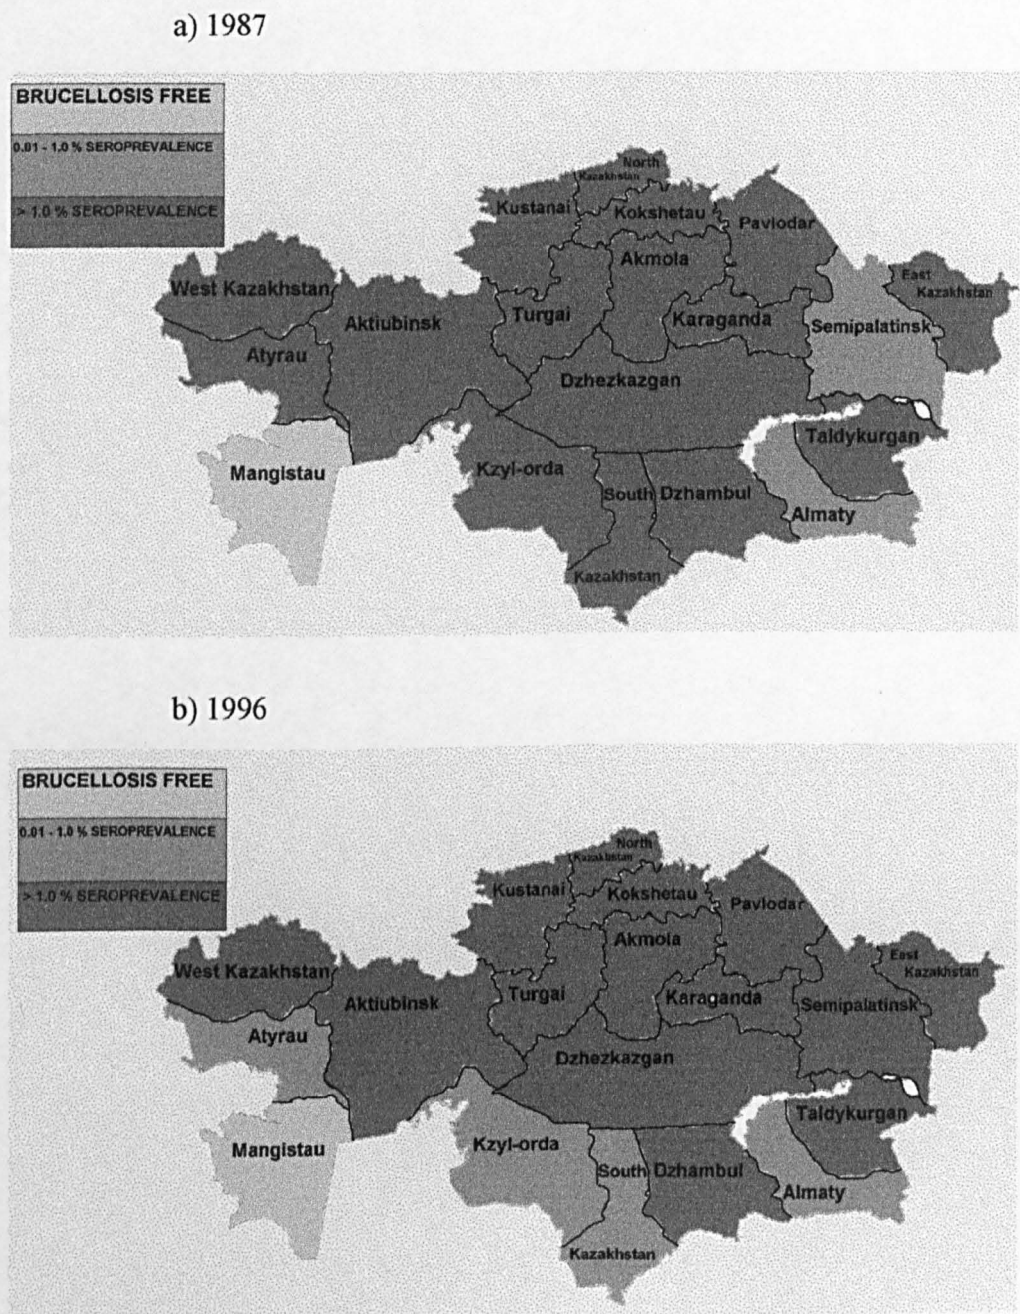 a) 1987
BRUCELLOSIS FREE
0.01 - 1.0 % SEROPREVALENCE
> 1.0 % SEROPREVALENCE
North
Kazakhstan
Kustanai
Kokshetau
Pavlodar
Akmola
East
Kazakhstan
West Kazakhstan
Aktiubinsk
Turgai
Karaganda
Semipalatinsk
Atyrau
Dzhezkazgan
Taldykurgan
Mangistau
Kzyl-orda
South
Dzhambul
Almaty
Kazakhstan
b) 1996
BRUCELLOSIS FREE
0.01 - 1.0 % SEROPREVALENCE
> 1.0 % SEROPREVALENCE
North
Kazakhstan
Kustanai
Kokshetau
Pavlodar
Akmola
East
Kazakhstan
West Kazakhstan
Aktiubinsk
Turgai
Karaganda
Semipalatinsk
Atyrau
Dzhezkazgan
Taldykurgan
Mangistau
Kzyl-orda
South
Dzhambul
Almaty
Kazakhstan